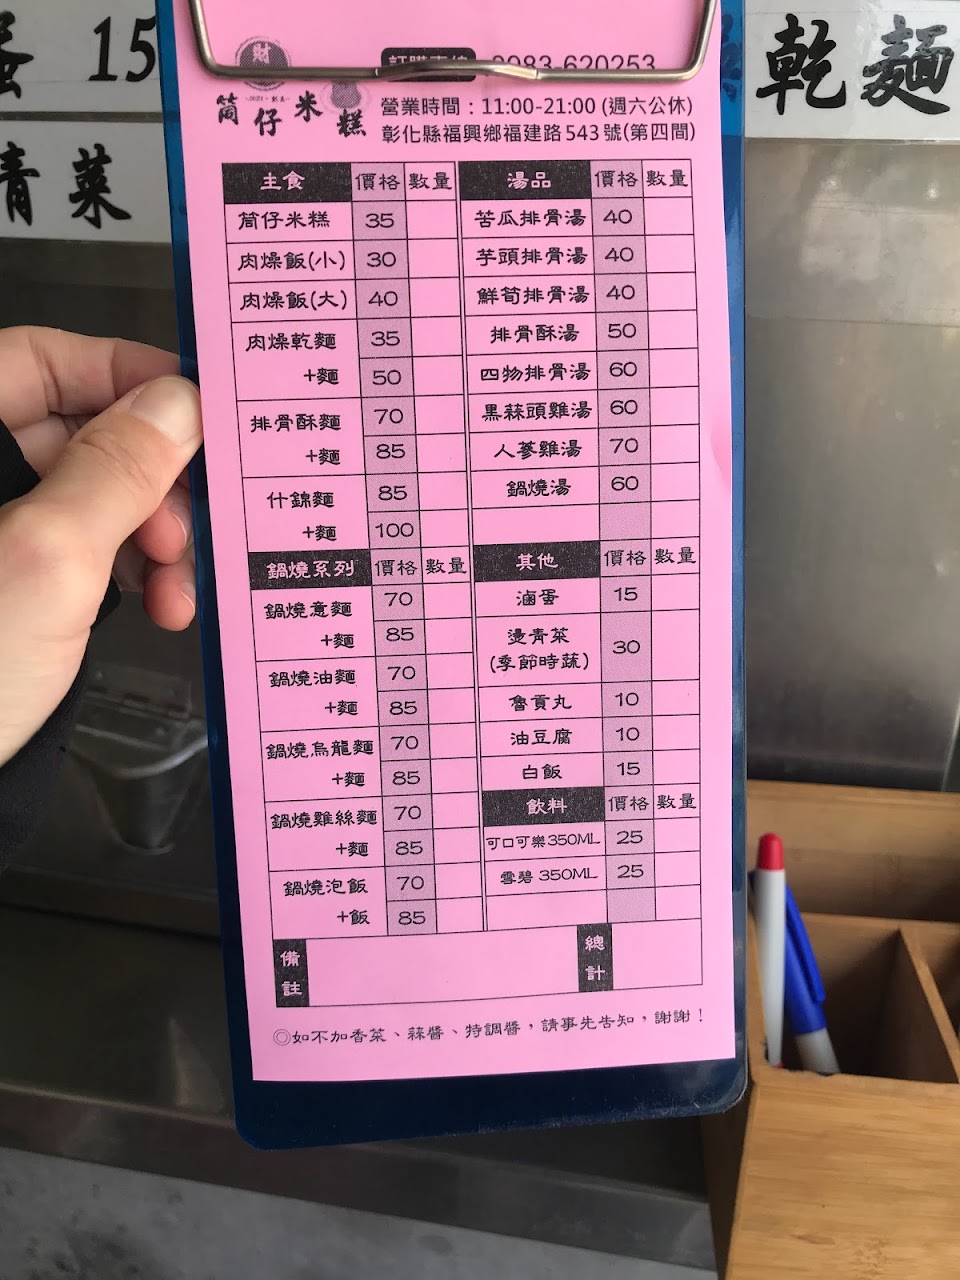 蛋 15
青菜
乾麵
財
0983-620253
筒仔米糕
營業時間：11:00-21:00 (週六公休)
彰化縣福興鄉福建路543號(第四間)
主食 價格 數量
筒仔米糕 35
肉燥飯(小) 30
肉燥飯(大) 40
肉燥乾麵 35
+麵 50
排骨酥麵 70
+麵 85
什錦麵 85
+麵 100
鍋燒系列 價格 數量
鍋燒意麵 70
+麵 85
鍋燒油麵 70
+麵 85
鍋燒烏龍麵 70
+麵 85
鍋燒雞絲麵 70
+麵 85
鍋燒泡飯 70
+飯 85
湯品 價格 數量
苦瓜排骨湯 40
芋頭排骨湯 40
鮮筍排骨湯 40
排骨酥湯 50
四物排骨湯 60
黑蒜頭雞湯 60
人蔘雞湯 70
鍋燒湯 60
其他 價格 數量
滷蛋 15
燙青菜 30
(季節時蔬)
魯貢丸 10
油豆腐 10
白飯 15
飲料 價格 數量
可口可樂350ML 25
雪碧 350ML 25
備註
總計
◎如不加香菜、蒜醬、特調醬，請事先告知，謝謝！